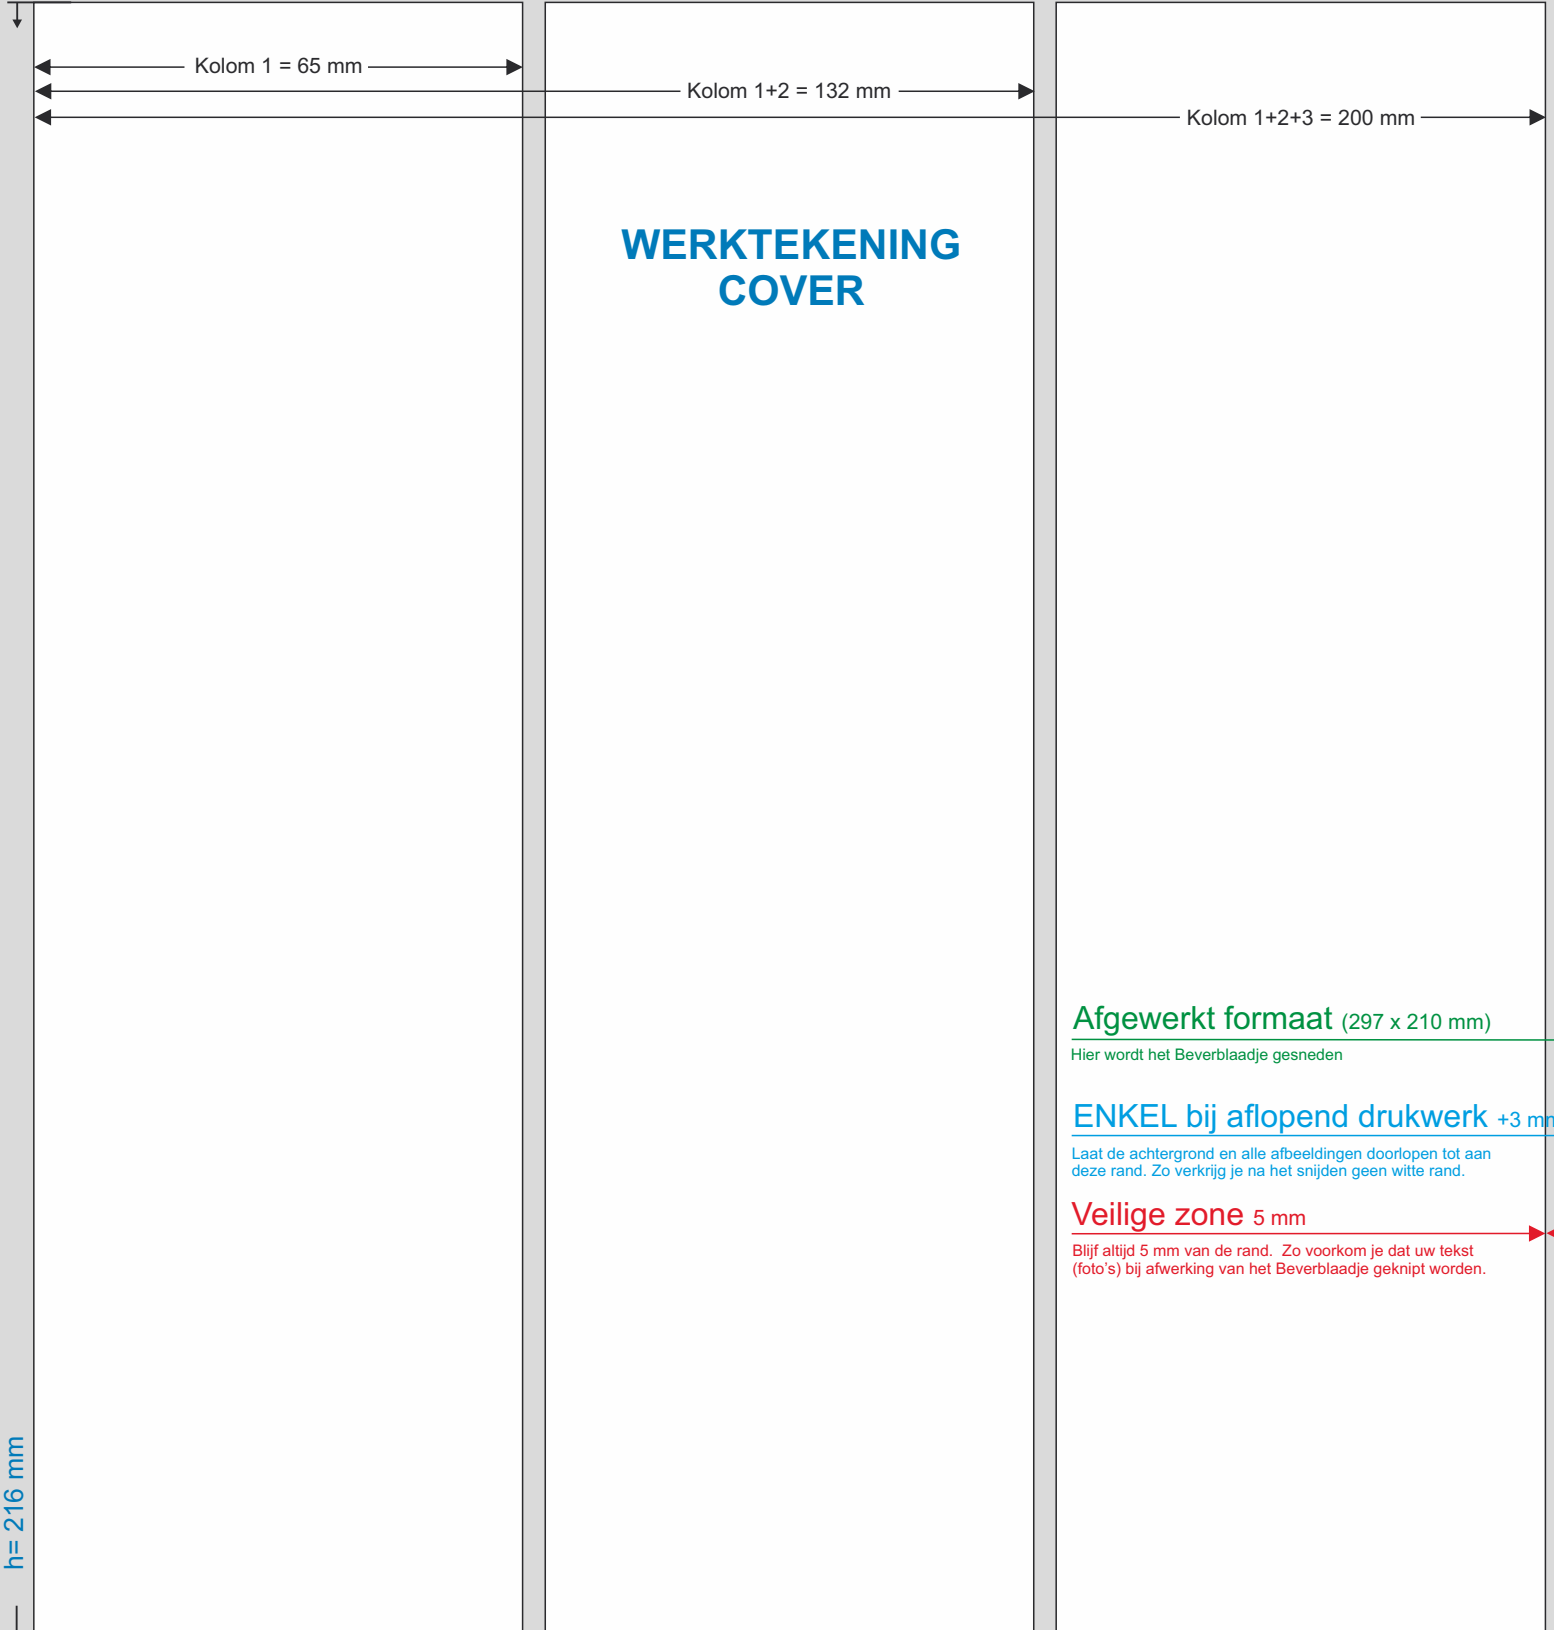 Kolom 1 = 65 mm
Kolom 1+2 = 132 mm
Kolom 1+2+3 = 200 mm
WERKTEKENING
COVER
Afgewerkt formaat (297 x 210 mm)
Hier wordt het Beverblaadje gesneden
ENKEL bij aflopend drukwerk +3 mm
Laat de achtergrond en alle afbeeldingen doorlopen tot aan
deze rand. Zo verkrijg je na het snijden geen witte rand.
Veilige zone 5 mm
Blijf altijd 5 mm van de rand. Zo voorkom je dat uw tekst
(foto's) bij afwerking van het Beverblaadje geknipt worden.
h= 216 mm